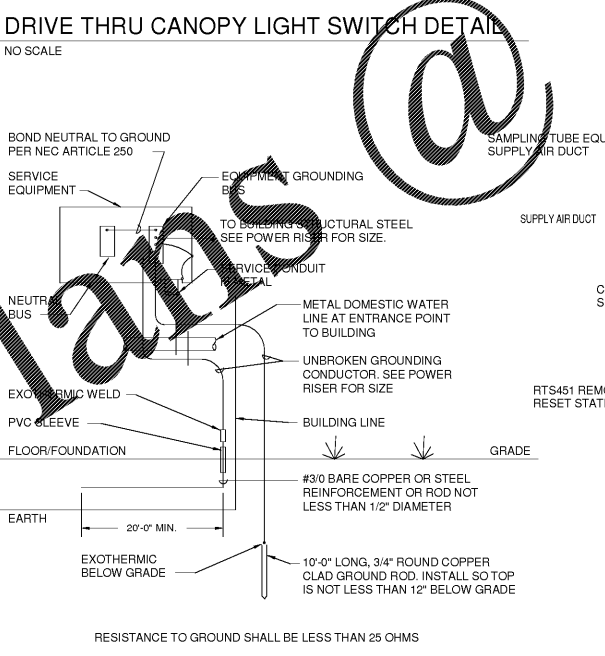 DRIVE THRU CANOPY LIGHT SWITCH DETAIL
NO SCALE
BOND NEUTRAL TO GROUND
PER NEC ARTICLE 250
SERVICE
EQUIPMENT
EQUIPMENT GROUNDING
BUS
TO BUILDING STRUCTURAL STEEL
SEE POWER RISER FOR SIZE.
SERVICE CONDUIT
IF METAL
NEUTRAL
BUS
METAL DOMESTIC WATER
LINE AT ENTRANCE POINT
TO BUILDING
UNBROKEN GROUNDING
CONDUCTOR. SEE POWER
RISER FOR SIZE
EXOTHERMIC WELD
PVC SLEEVE
BUILDING LINE
FLOOR/FOUNDATION
GRADE
#3/0 BARE COPPER OR STEEL
REINFORCEMENT OR ROD NOT
LESS THAN 1/2" DIAMETER
EARTH
20'-0" MIN.
EXOTHERMIC
BELOW GRADE
10'-0" LONG, 3/4" ROUND COPPER
CLAD GROUND ROD. INSTALL SO TOP
IS NOT LESS THAN 12" BELOW GRADE
RESISTANCE TO GROUND SHALL BE LESS THAN 25 OHMS
SAMPLING TUBE EQU
SUPPLY AIR DUCT
SUPPLY AIR DUCT
C
S
RTS451 REM
RESET STAT
lans @